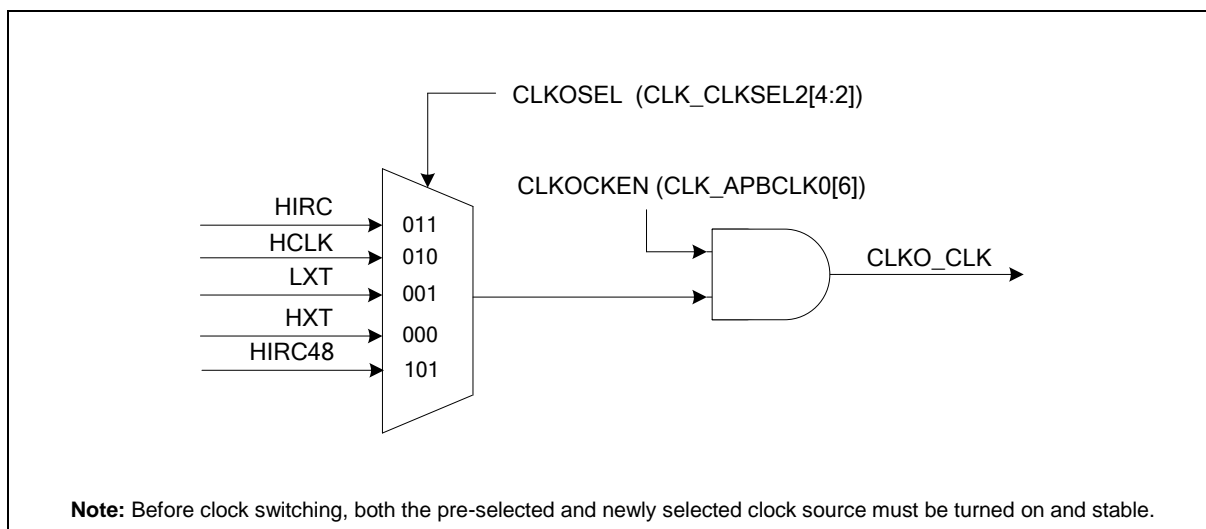 CLKOSEL (CLK_CLKSEL2[4:2])
CLKOCKEN (CLK_APBCLK0[6])
HIRC
011
HCLK
010
LXT
001
HXT
000
HIRC48
101
CLKO_CLK
Note: Before clock switching, both the pre-selected and newly selected clock source must be turned on and stable.